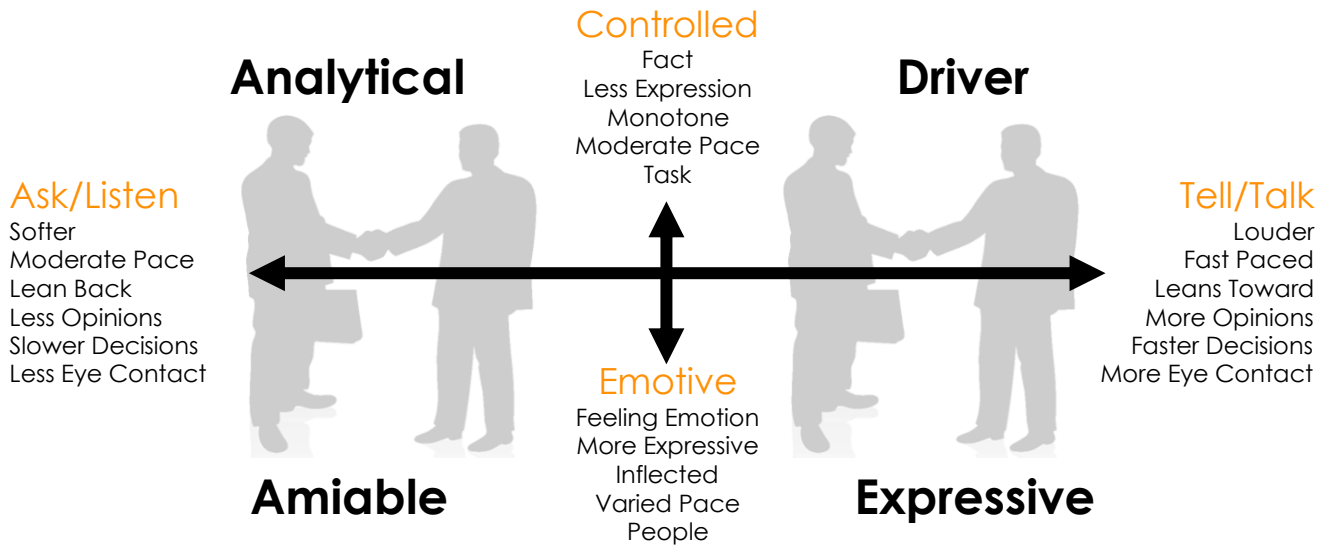 Controlled
Fact
Less Expression
Monotone
Moderate Pace
Task
Analytical
Driver
Ask/Listen
Softer
Moderate Pace
Lean Back
Less Opinions
Slower Decisions
Less Eye Contact
Tell/Talk
Louder
Fast Paced
Leans Toward
More Opinions
Faster Decisions
More Eye Contact
Emotive
Feeling Emotion
More Expressive
Inflected
Varied Pace
People
Amiable
Expressive